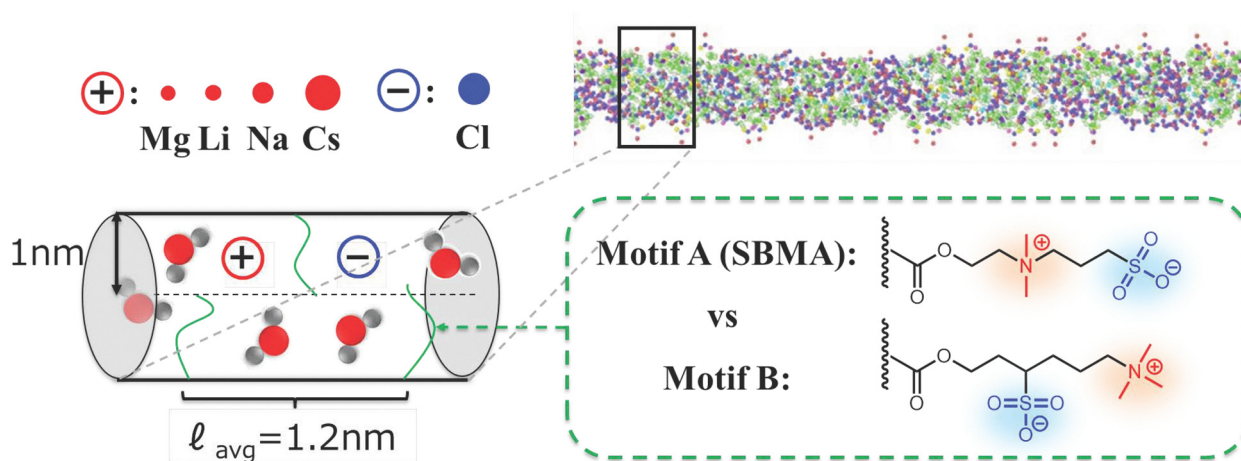 + : − :
Mg Li Na Cs Cl
1nm
+ −
ℓ avg=1.2nm
Motif A (SBMA):
O O N + S O O O −
vs
Motif B:
O O N + O S O O −